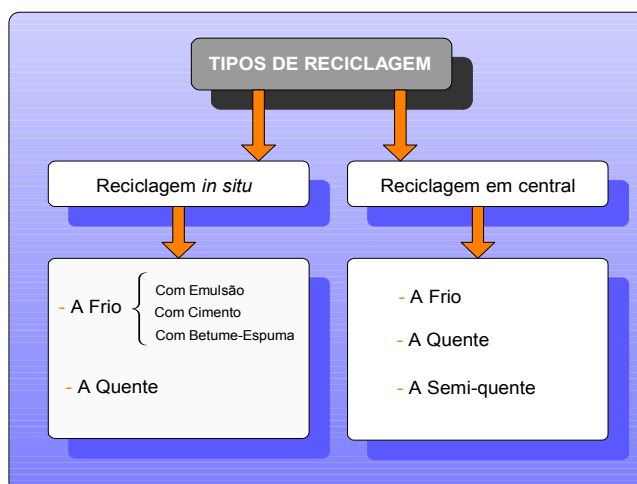 TIPOS DE RECICLAGEM
Reciclagem in situ
Reciclagem em central
- A Frio
Com Emulsão
Com Cimento
Com Betume-Espuma
- A Quente
- A Frio
- A Quente
- A Semi-quente